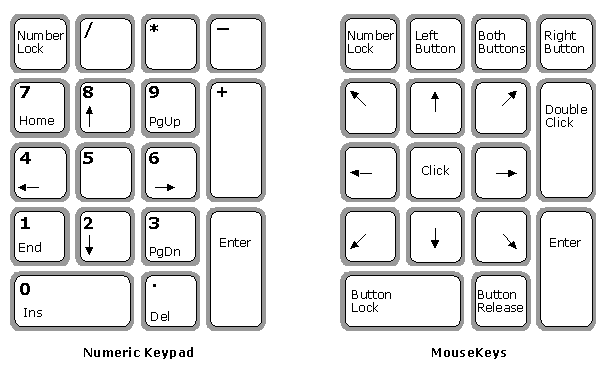 Number
Lock
/
*
−
7
Home
8
9
PgUp
+
4
5
6
1
End
2
3
PgDn
Enter
0
Ins
.
Del
Numeric Keypad
Number
Lock
Left
Button
Both
Buttons
Right
Button
Double
Click
Click
Enter
Button
Lock
Button
Release
MouseKeys